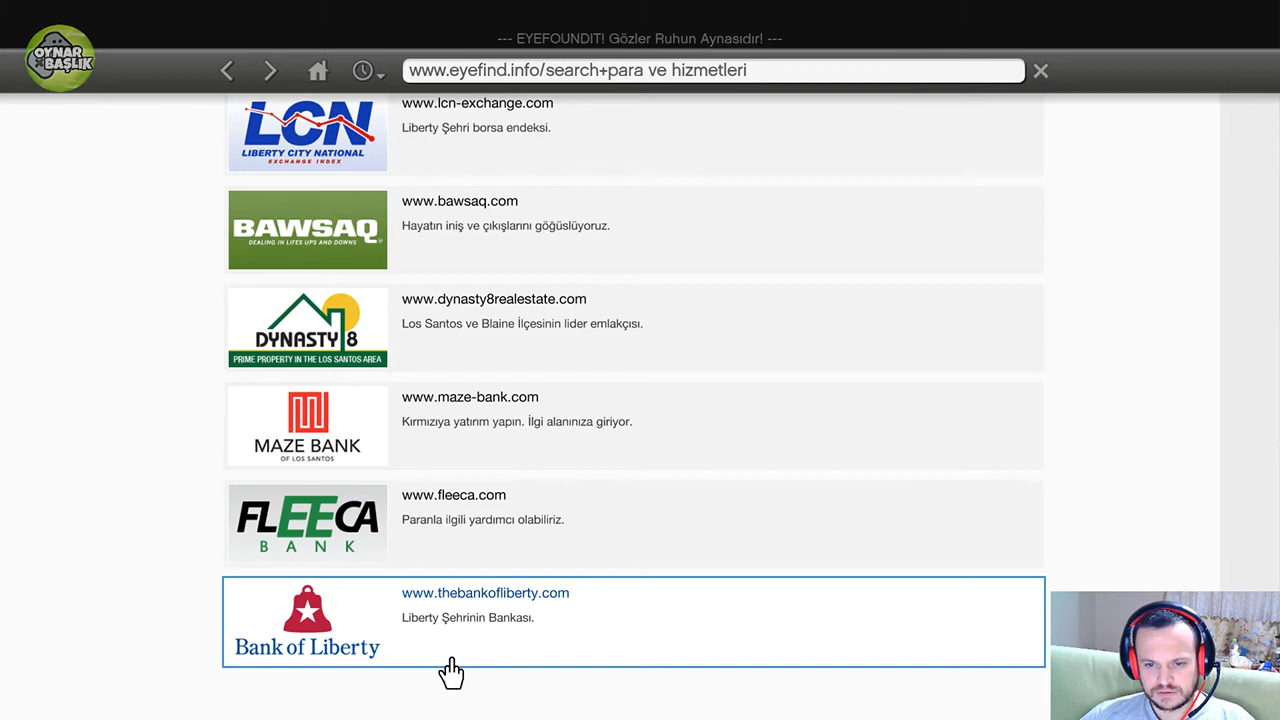 --- EYEFOUNDIT! Gözler Ruhun Aynasıdır! ---
OYNAR
BAŞLIK
www.eyefind.info/search+para ve hizmetleri
LCN
LIBERTY CITY NATIONAL
EXCHANGE INDEX
www.lcn-exchange.com
Liberty Şehri borsa endeksi.
BAWSAQ
DEALING IN LIFES UPS AND DOWNS
www.bawsaq.com
Hayatın iniş ve çıkışlarını göğüslüyoruz.
DYNASTY 8
PRIME PROPERTY IN THE LOS SANTOS AREA
www.dynasty8realestate.com
Los Santos ve Blaine İlçesinin lider emlakçısı.
MAZE BANK
OF LOS SANTOS
www.maze-bank.com
Kırmızıya yatırım yapın. İlgi alanınıza giriyor.
FLEECA
BANK
www.fleeca.com
Paranla ilgili yardımcı olabiliriz.
Bank of Liberty
www.thebankofliberty.com
Liberty Şehrinin Bankası.